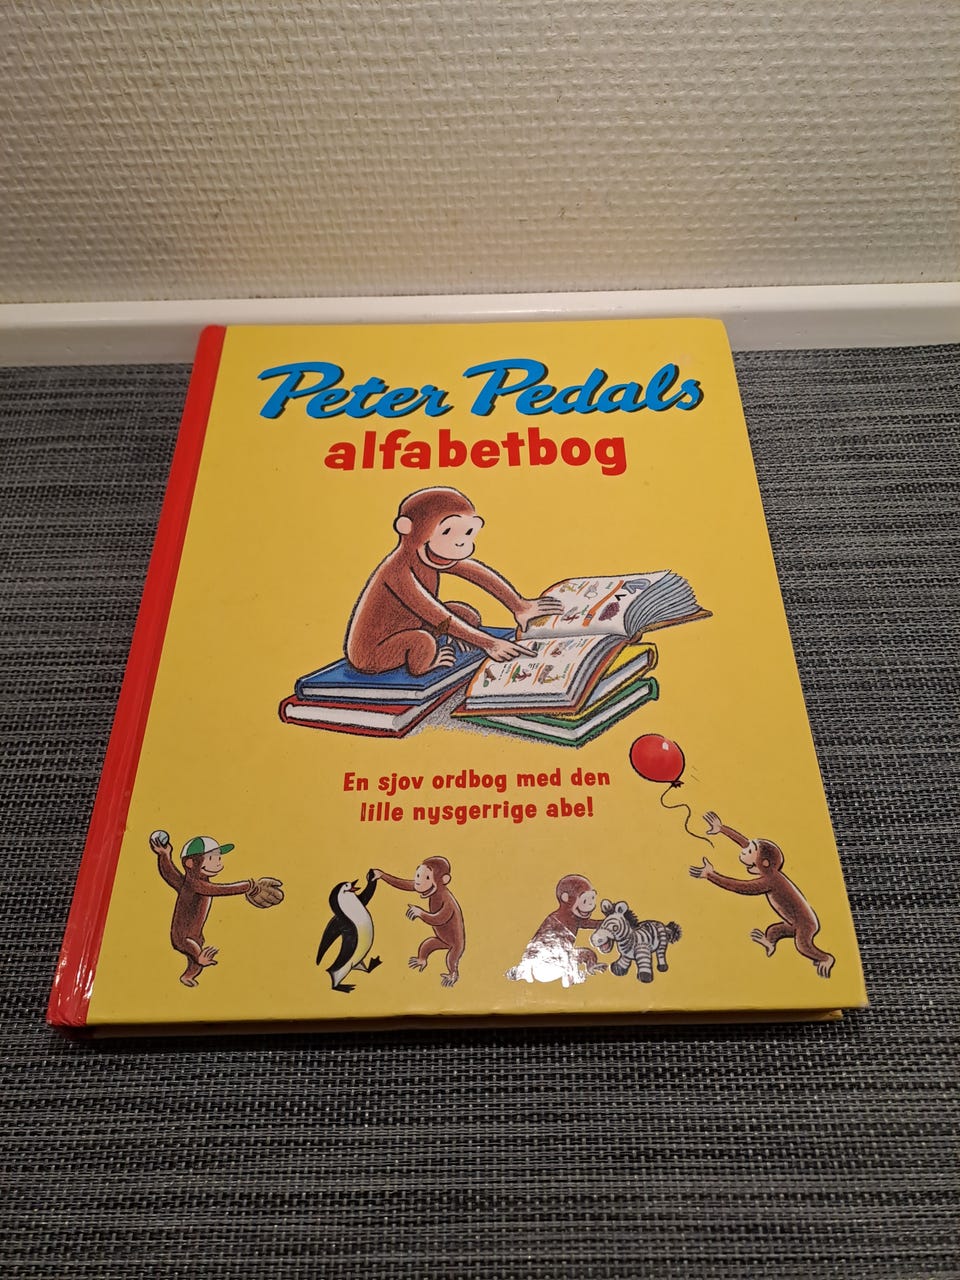 Peter Pedals
alfabetbog
En sjov ordbog med den
lille nysgerrige abe!